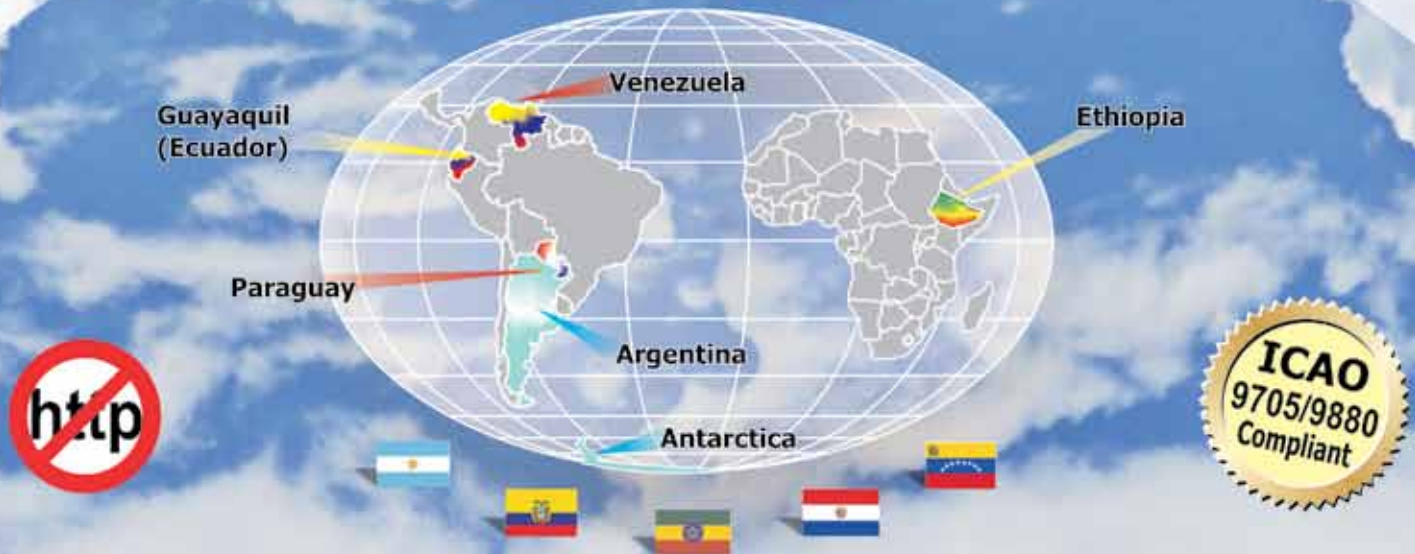 Venezuela
Guayaquil
(Ecuador)
Ethiopia
Paraguay
Argentina
http
ICAO
9705/9880
Compliant
Antarctica